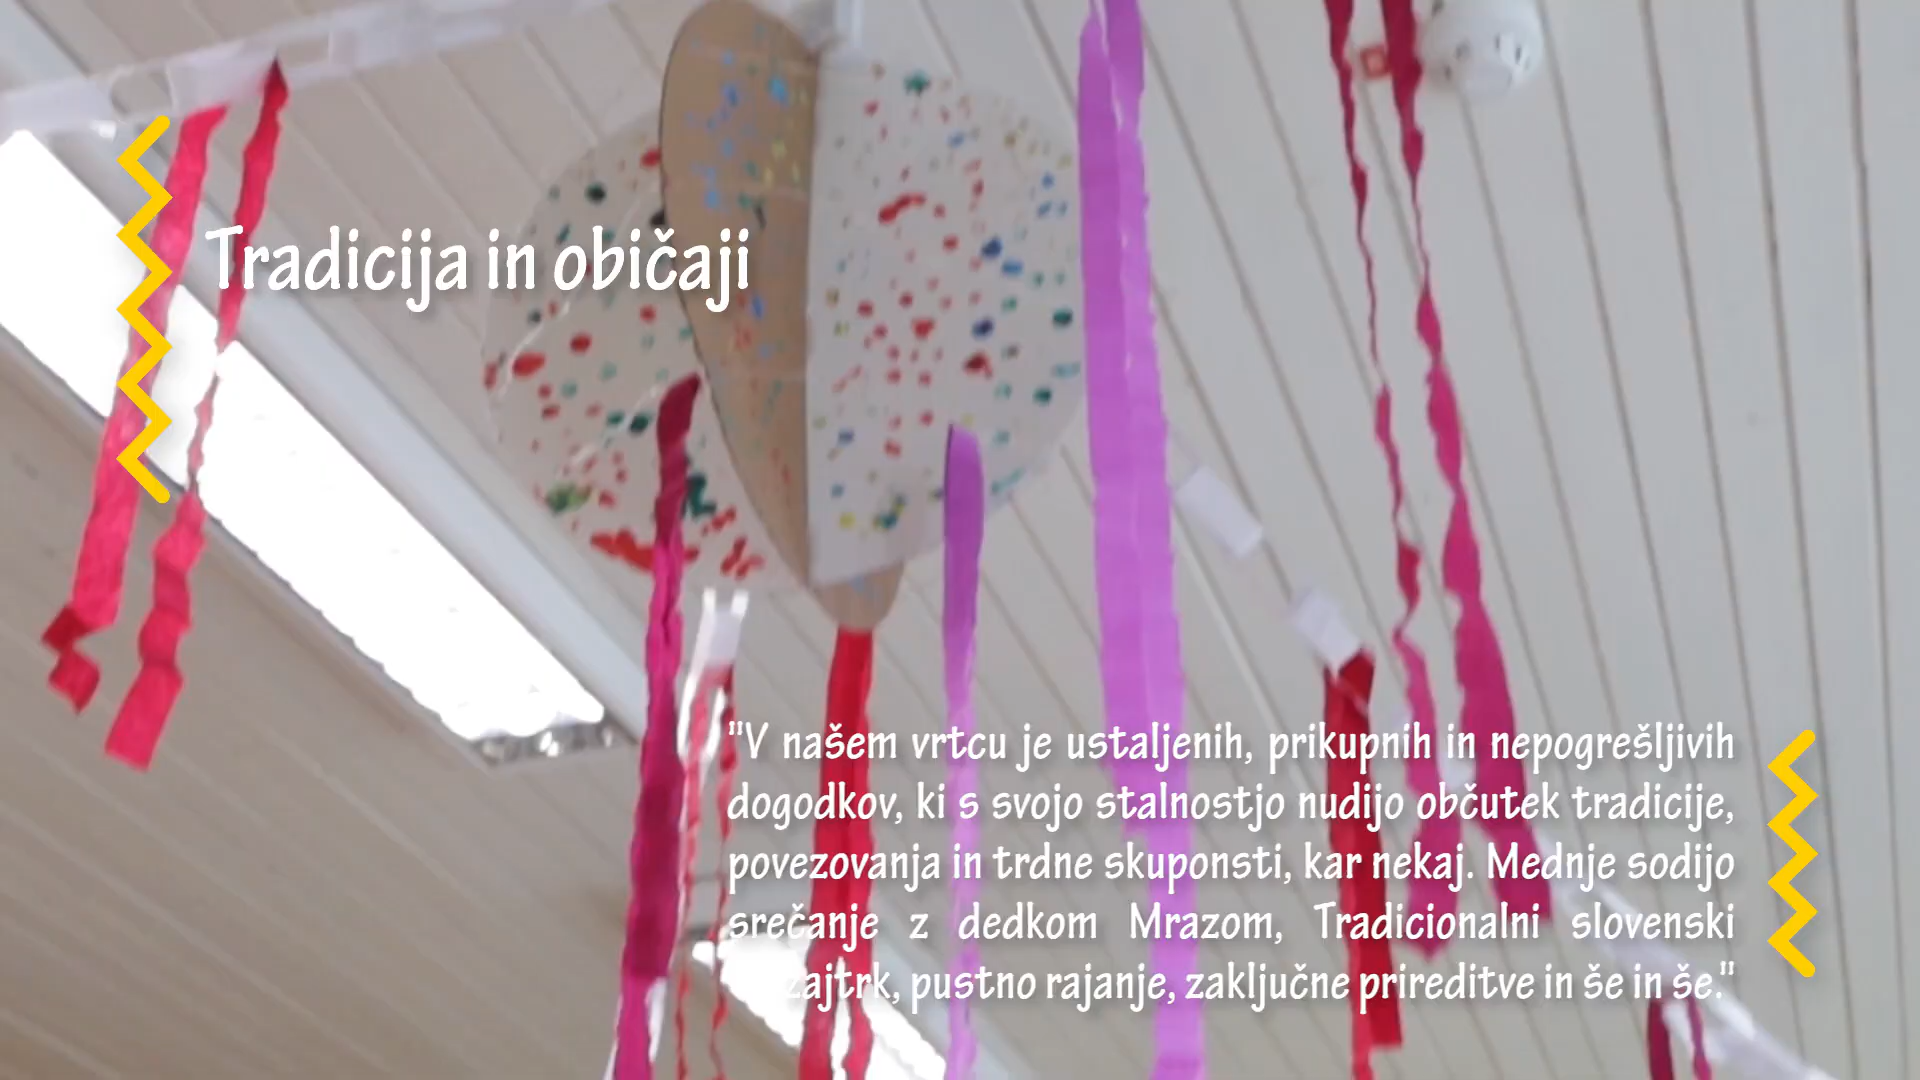 Tradicija in običaji
"V našem vrtcu je ustaljenih, prikupnih in nepogrešljivih
dogodkov, ki s svojo stalnostjo nudijo občutek tradicije,
povezovanja in trdne skuponsti, kar nekaj. Mednje sodijo
srečanje z dedkom Mrazom, Tradicionalni slovenski
zajtrk, pustno rajanje, zaključne prireditve in še in še."